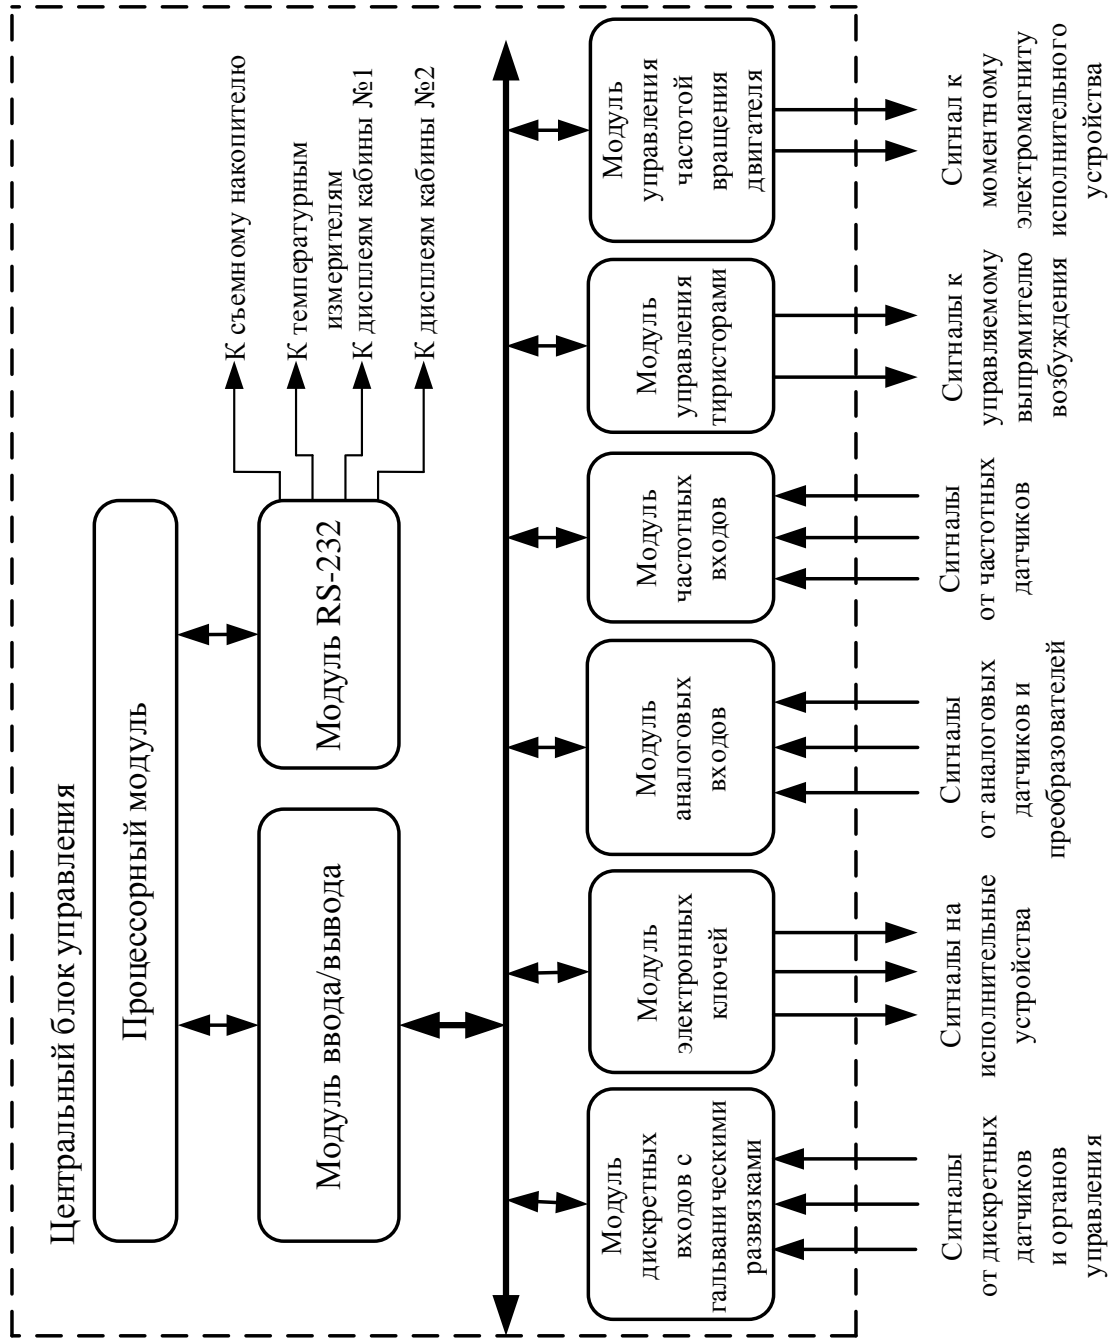 Центральный блок управления
Процессорный модуль
Модуль ввода/вывода
Модуль RS-232
К съемному накопителю
К температурным
измерителям
К дисплеям кабины №1
К дисплеям кабины №2
Модуль
дискретных
входов с
гальваническими
развязками
Модуль
электронных
ключей
Модуль
аналоговых
входов
Модуль
частотных
входов
Модуль
управления
тиристорами
Модуль
управления
частотой
вращения
двигателя
Сигналы
от дискретных
датчиков
и органов
управления
Сигналы на
исполнительные
устройства
Сигналы
от аналоговых
датчиков и
преобразователей
Сигналы
от частотных
датчиков
Сигналы к
управляемому
выпрямителю
возбуждения
Сигнал к
моментному
электромагниту
исполнительного
устройства